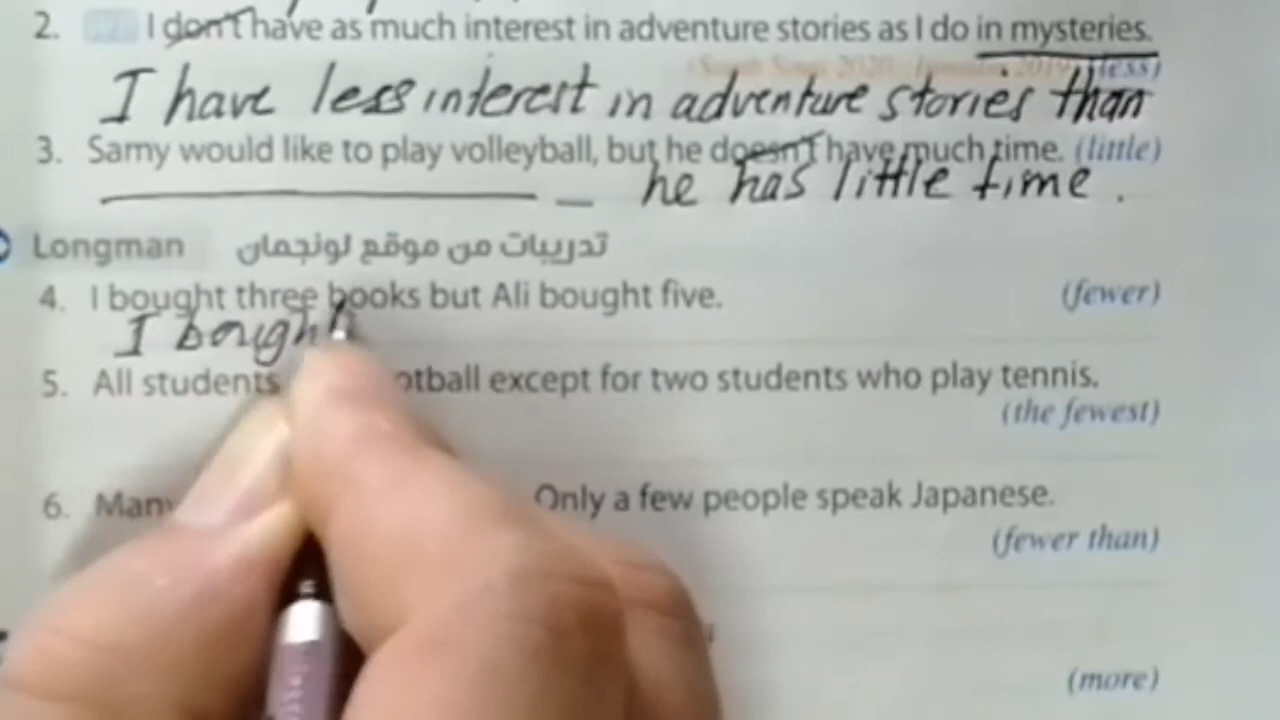 2. I don't have as much interest in adventure stories as I do in mysteries.
(less)
I have less interest in adventure stories than
3. Samy would like to play volleyball, but he doesn't have much time. (little)
he has little time.
Longman تدريبات من موقع لونجمان
4. I bought three books but Ali bought five. (fewer)
I bought
5. All students otball except for two students who play tennis.
(the fewest)
6. Many Only a few people speak Japanese.
(fewer than)
(more)